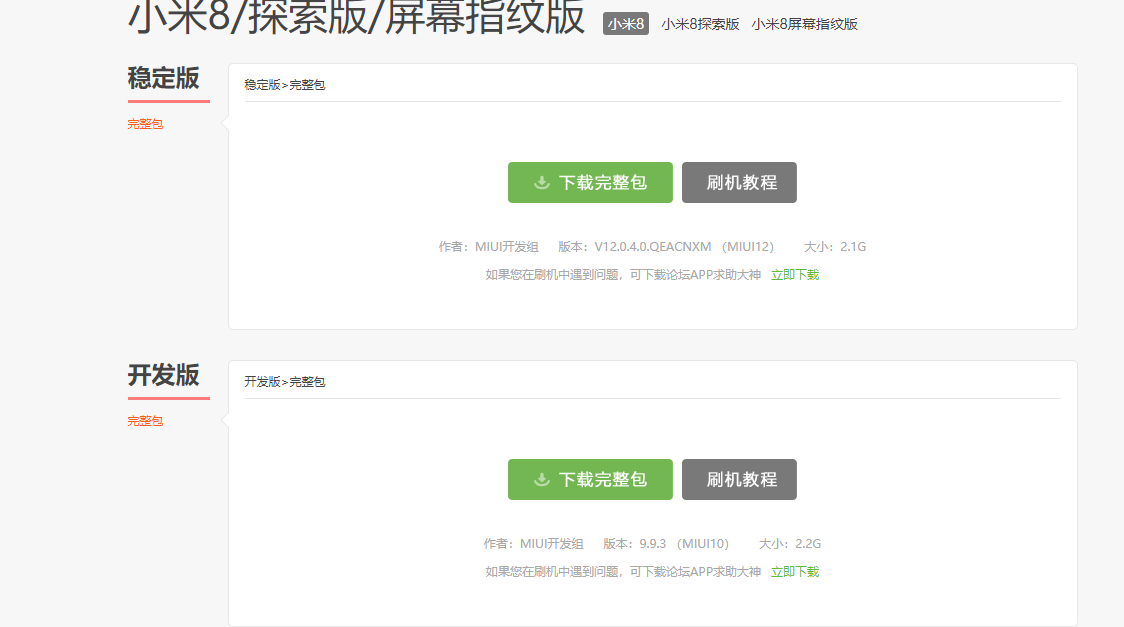 小米8/探索版/屏幕指纹版 小米8 小米8探索版 小米8屏幕指纹版
稳定版
稳定版>完整包
完整包
下载完整包 刷机教程
作者：MIUI开发组 版本：V12.0.4.0.QEACNXM （MIUI12） 大小：2.1G
如果您在刷机中遇到问题，可下载论坛APP求助大神 立即下载
开发版
开发版>完整包
完整包
下载完整包 刷机教程
作者：MIUI开发组 版本：9.9.3 （MIUI10） 大小：2.2G
如果您在刷机中遇到问题，可下载论坛APP求助大神 立即下载